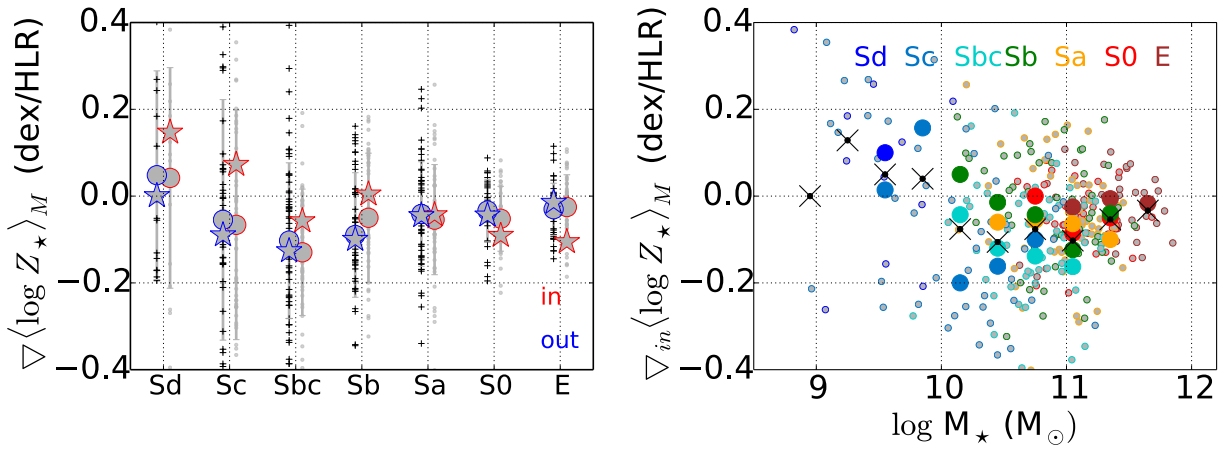 ▽⟨log Z⋆⟩M (dex/HLR)
0.4
0.2
0.0
−0.2
−0.4
in
out
Sd Sc Sbc Sb Sa S0 E
▽in⟨log Z⋆⟩M (dex/HLR)
0.4
0.2
0.0
−0.2
−0.4
Sd Sc Sbc Sb Sa S0 E
9 10 11 12
log M⋆ (M⊙)